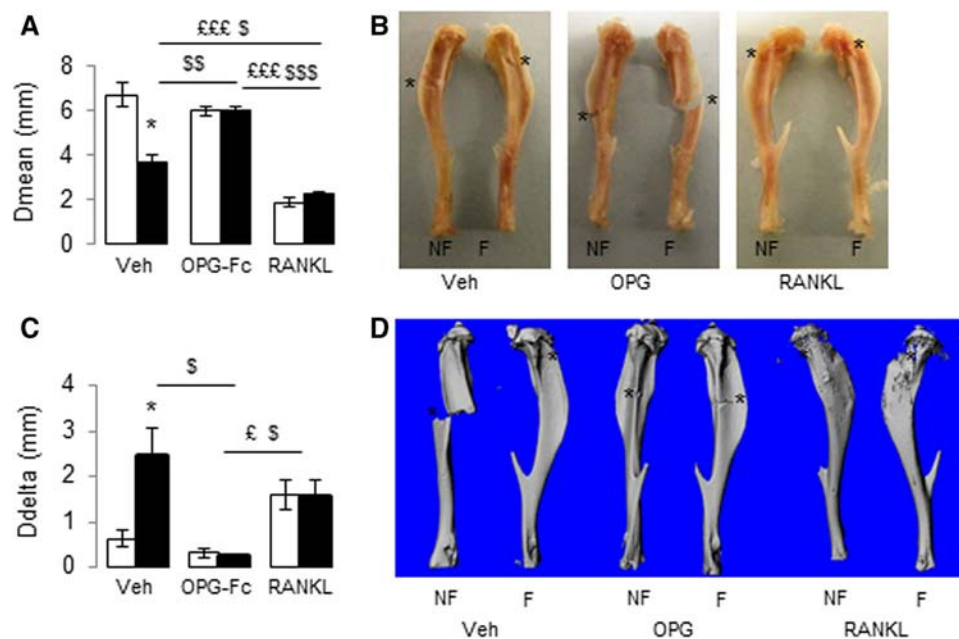 A
£££ $
$$
£££ $$$
8
6
4
2
0
Dmean (mm)
*
Veh OPG-Fc RANKL
B
* * * * * *
NF F NF F NF F
Veh OPG RANKL
C
$
£ $
4
3
2
1
0
Ddelta (mm)
*
Veh OPG-Fc RANKL
D
* * * * * *
NF F NF F NF F
Veh OPG RANKL